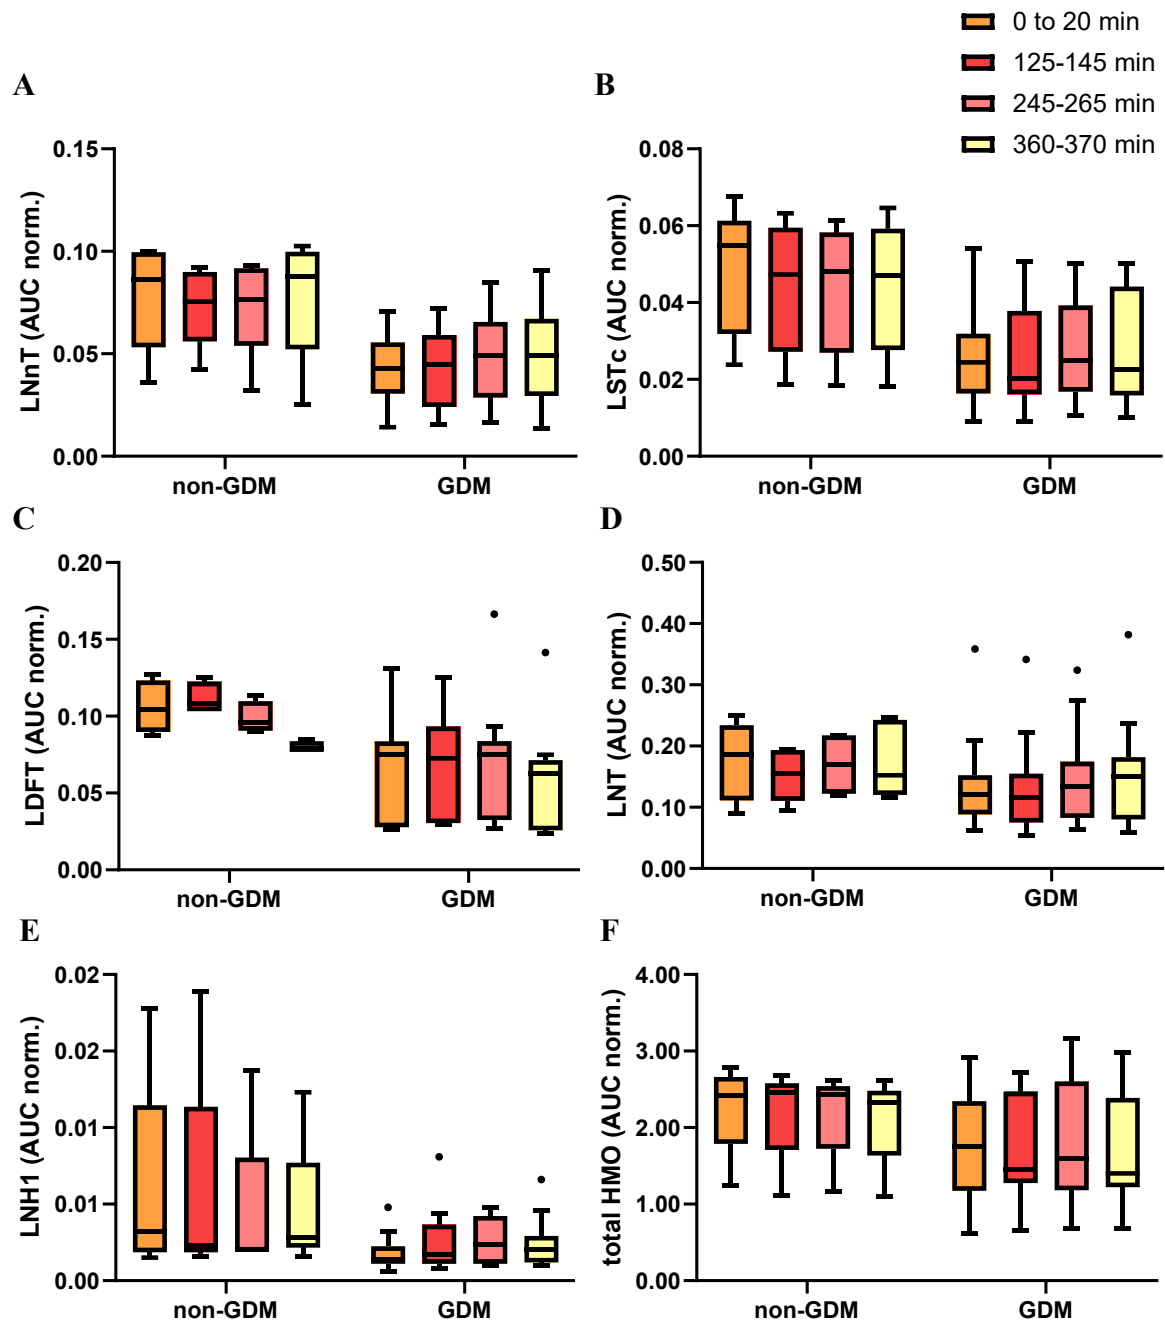 0 to 20 min
125-145 min
245-265 min
360-370 min
A
LNnT (AUC norm.)
0.15
0.10
0.05
0.00
non-GDM
GDM
B
LSTc (AUC norm.)
0.08
0.06
0.04
0.02
0.00
non-GDM
GDM
C
LDFT (AUC norm.)
0.20
0.15
0.10
0.05
0.00
non-GDM
GDM
D
LNT (AUC norm.)
0.50
0.40
0.30
0.20
0.10
0.00
non-GDM
GDM
E
LNH1 (AUC norm.)
0.02
0.02
0.01
0.01
0.00
non-GDM
GDM
F
total HMO (AUC norm.)
4.00
3.00
2.00
1.00
0.00
non-GDM
GDM